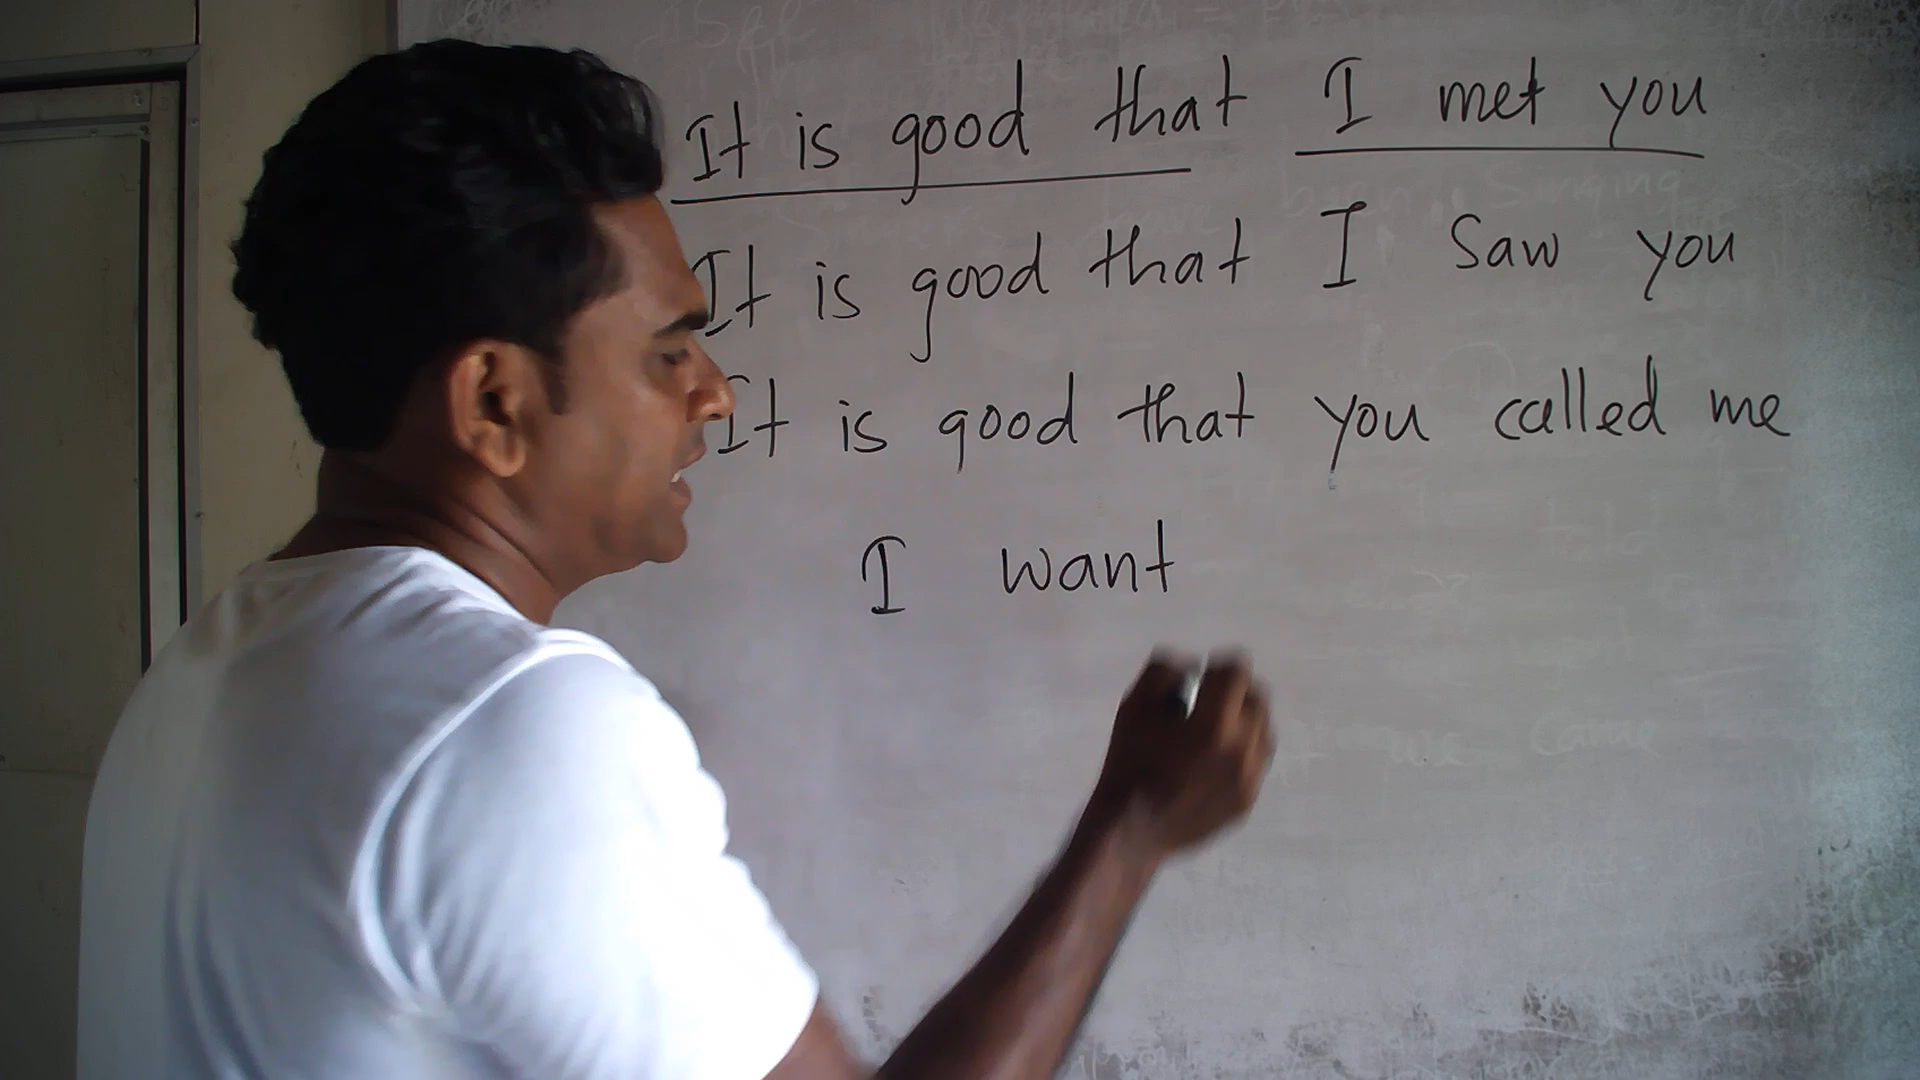 It is good that I met you
It is good that I saw you
It is good that you called me
I want